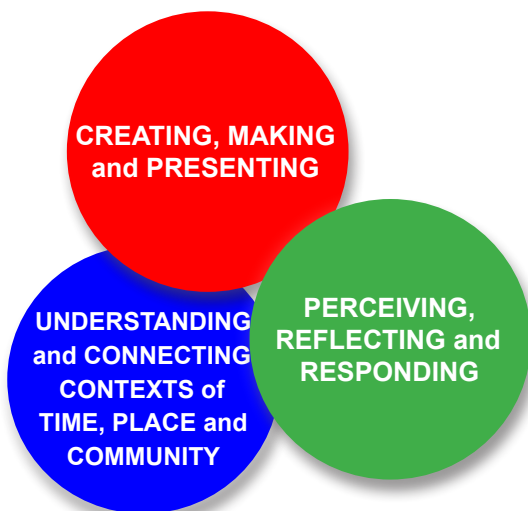 CREATING, MAKING
and PRESENTING
PERCEIVING,
REFLECTING and
RESPONDING
UNDERSTANDING
and CONNECTING
CONTEXTS of
TIME, PLACE and
COMMUNITY